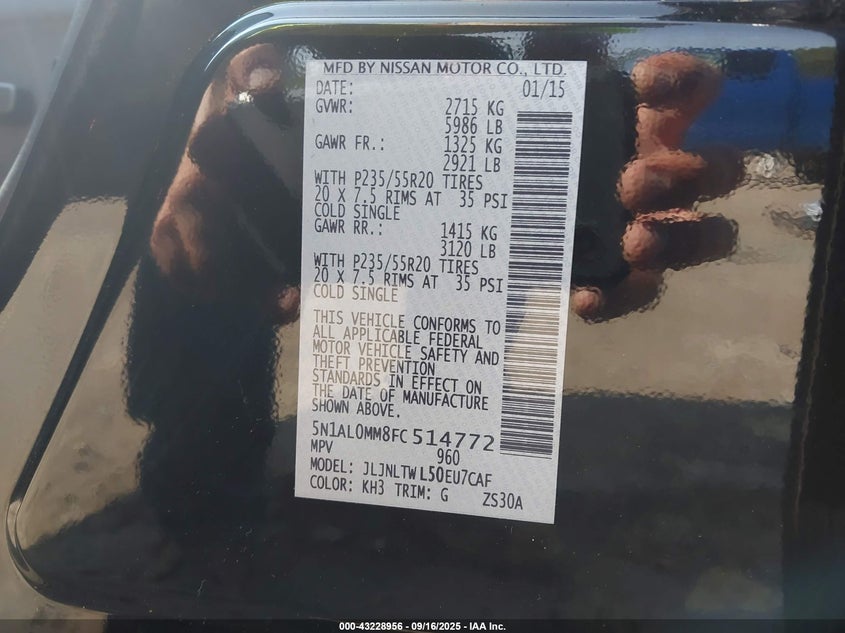 MFD BY NISSAN MOTOR CO., LTD.
DATE: 01/15
GVWR: 2715 KG
5986 LB
GAWR FR.: 1325 KG
2921 LB
WITH P235/55R20 TIRES
20 X 7.5 RIMS AT 35 PSI
COLD SINGLE
GAWR RR.: 1415 KG
3120 LB
WITH P235/55R20 TIRES
20 X 7.5 RIMS AT 35 PSI
COLD SINGLE
THIS VEHICLE CONFORMS TO
ALL APPLICABLE FEDERAL
MOTOR VEHICLE SAFETY AND
THEFT PREVENTION
STANDARDS IN EFFECT ON
THE DATE OF MANUFACTURE
SHOWN ABOVE.
5N1AL0MM8FC514772
MPV 960
MODEL: JLJNLTWL50EU7CAF
COLOR: KH3 TRIM: G ZS30A
000-43228956 - 09/16/2025 - IAA Inc.